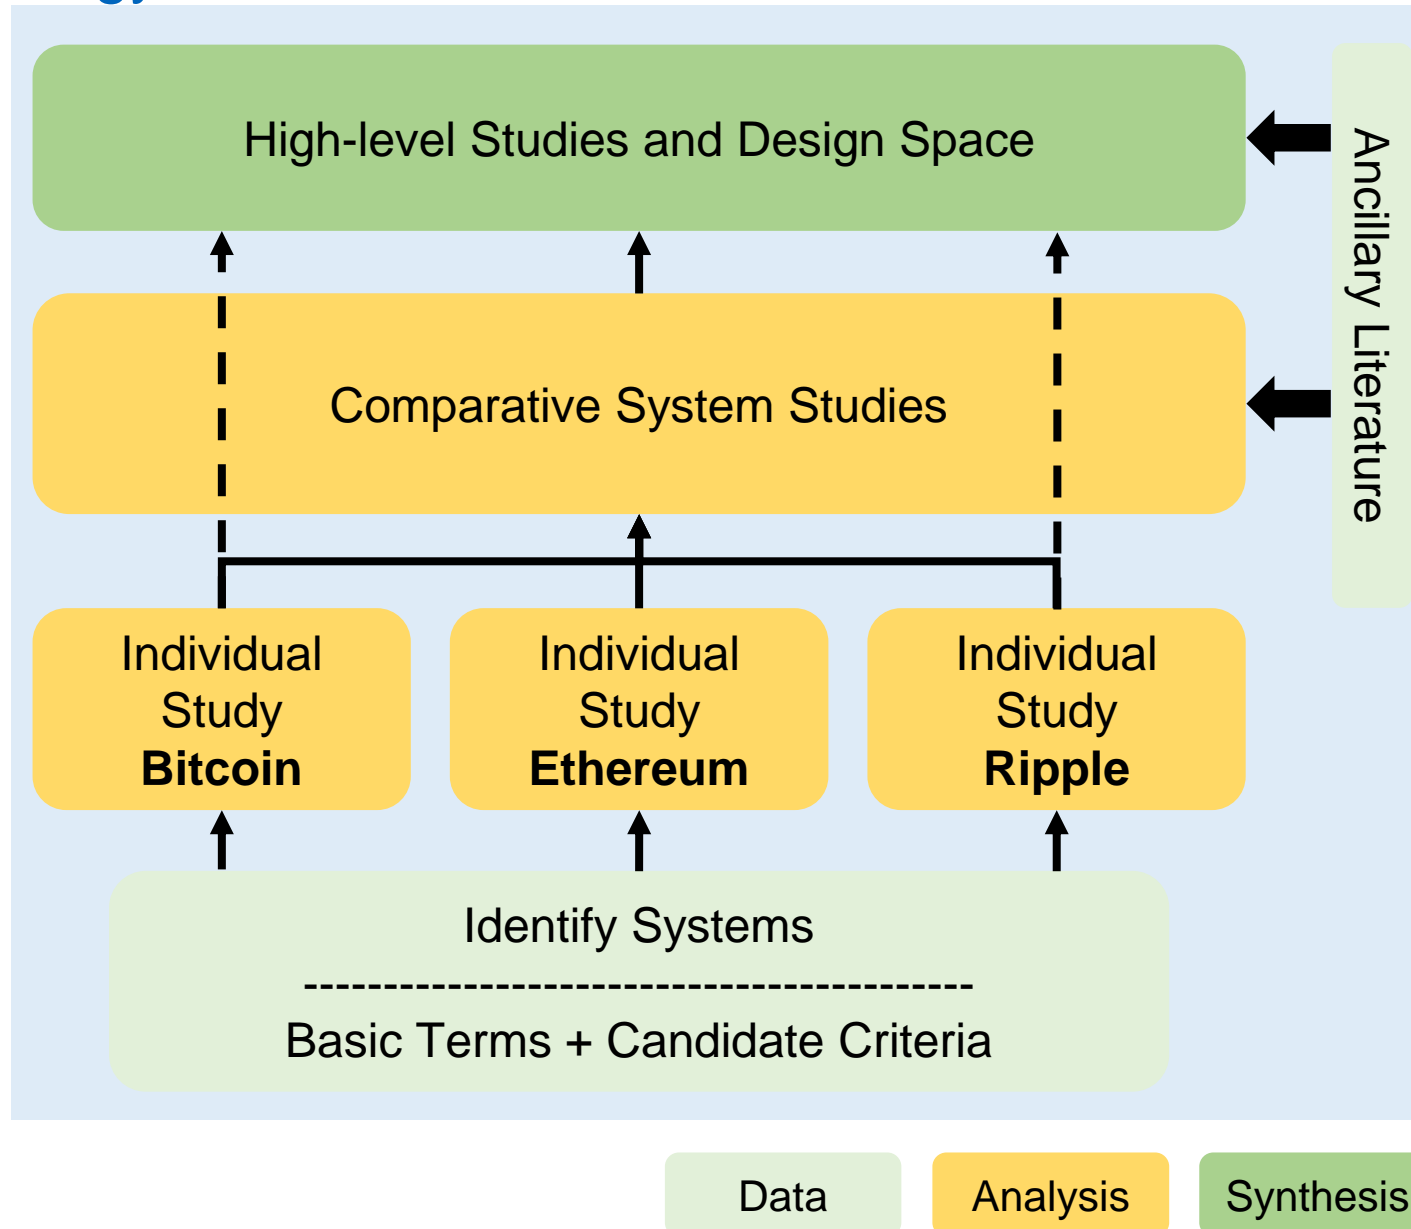 High-level Studies and Design Space
Ancillary Literature
Comparative System Studies
Individual
Study
Bitcoin
Individual
Study
Ethereum
Individual
Study
Ripple
Identify Systems
------------------------------------------
Basic Terms + Candidate Criteria
Data
Analysis
Synthesis